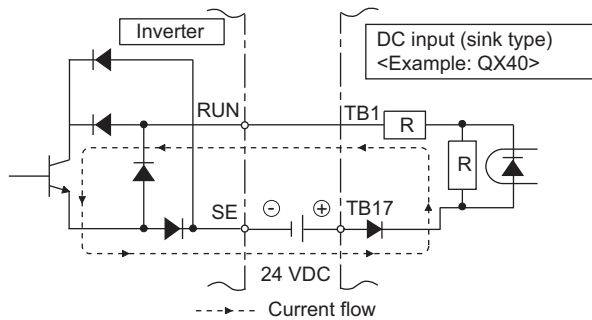 Inverter
DC input (sink type)
<Example: QX40>
RUN
TB1
R
R
SE
⊖
⊕
TB17
24 VDC
Current flow